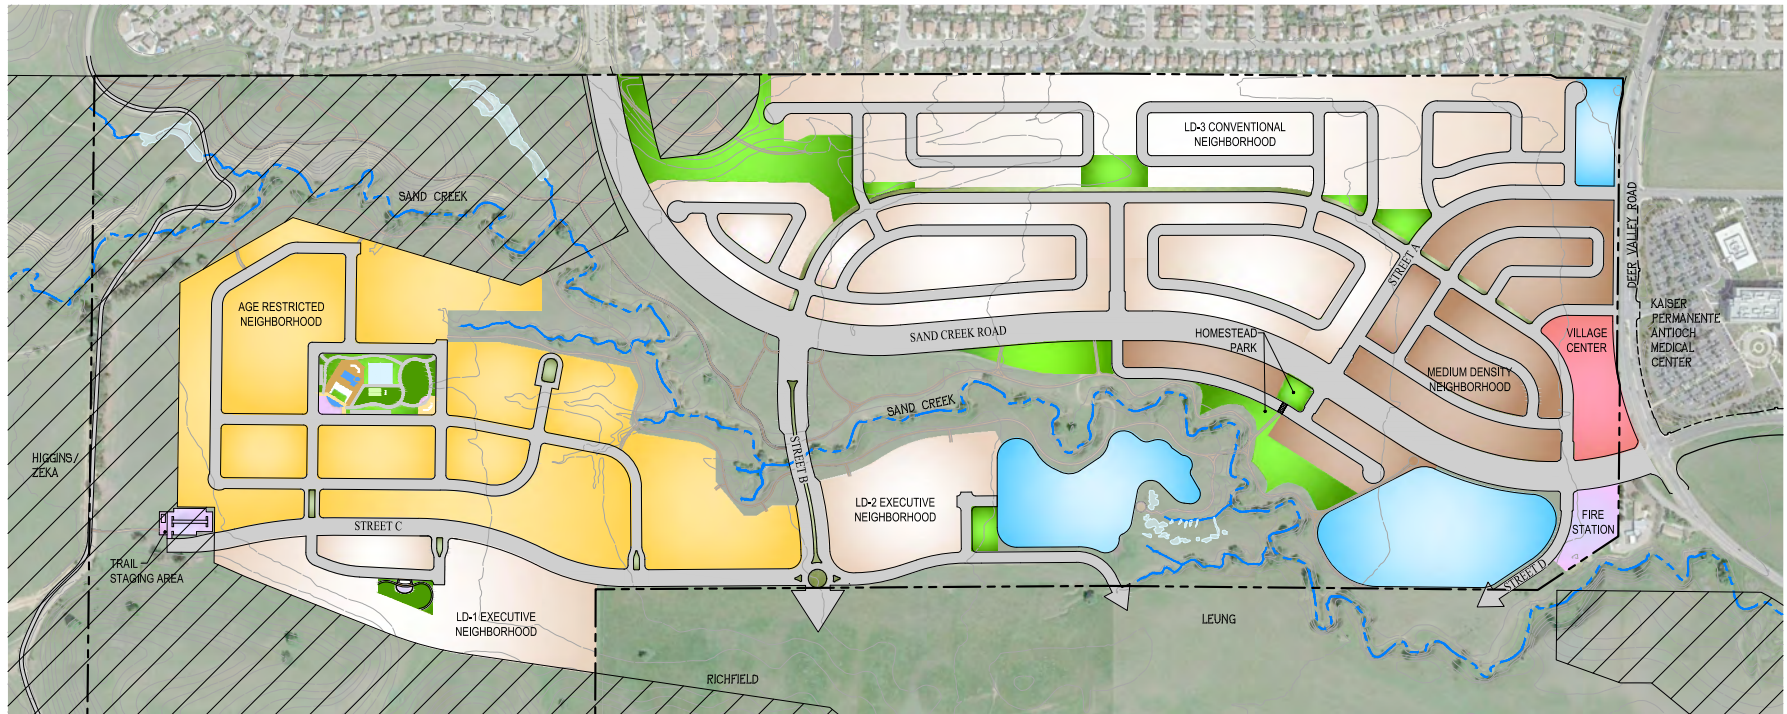 LD-3 CONVENTIONAL
NEIGHBORHOOD
SAND CREEK
DEER VALLEY ROAD
STREET A
AGE RESTRICTED
NEIGHBORHOOD
KAISER
PERMANENTE
ANTIOCH
MEDICAL
CENTER
SAND CREEK ROAD
HOMESTEAD
PARK
VILLAGE
CENTER
MEDIUM DENSITY
NEIGHBORHOOD
SAND CREEK
HIGGINS/
ZEKA
STREET B
LD-2 EXECUTIVE
NEIGHBORHOOD
STREET C
FIRE
STATION
TRAIL
STAGING AREA
STREET D
LD-1 EXECUTIVE
NEIGHBORHOOD
LEUNG
RICHFIELD